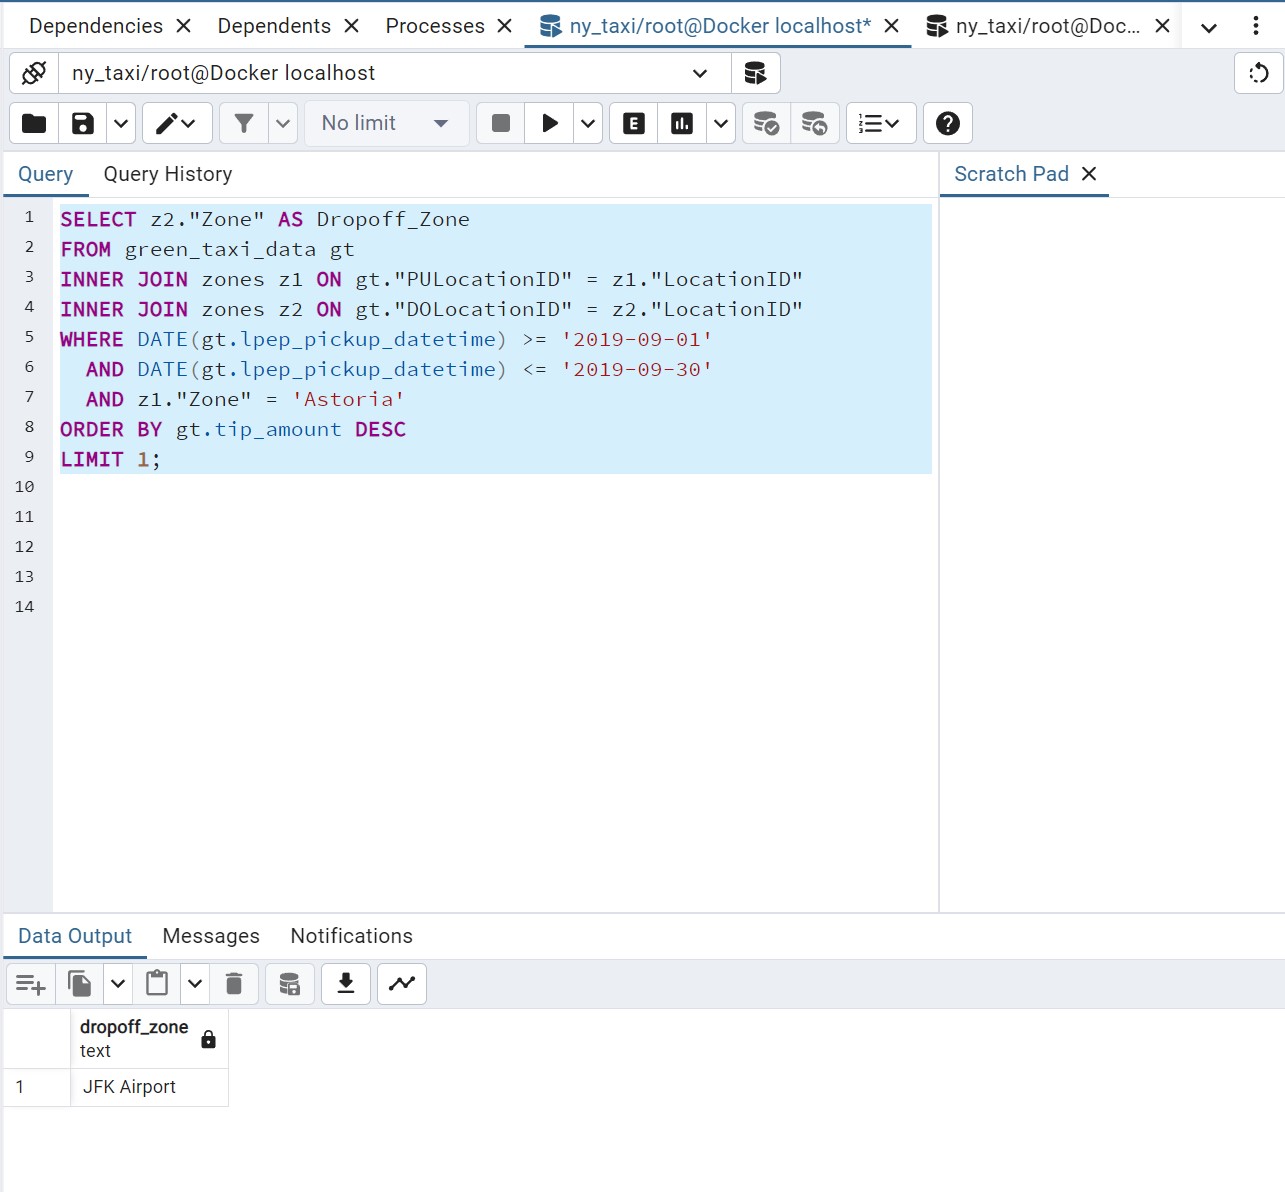 Dependencies Dependents Processes ny_taxi/root@Docker localhost* ny_taxi/root@Doc...
ny_taxi/root@Docker localhost
No limit E
Query Query History Scratch Pad
1 SELECT z2."Zone" AS Dropoff_Zone
2 FROM green_taxi_data gt
3 INNER JOIN zones z1 ON gt."PULocationID" = z1."LocationID"
4 INNER JOIN zones z2 ON gt."DOLocationID" = z2."LocationID"
5 WHERE DATE(gt.lpep_pickup_datetime) >= '2019-09-01'
6 AND DATE(gt.lpep_pickup_datetime) <= '2019-09-30'
7 AND z1."Zone" = 'Astoria'
8 ORDER BY gt.tip_amount DESC
9 LIMIT 1;
10
11
12
13
14
Data Output Messages Notifications
dropoff_zone
text
1 JFK Airport